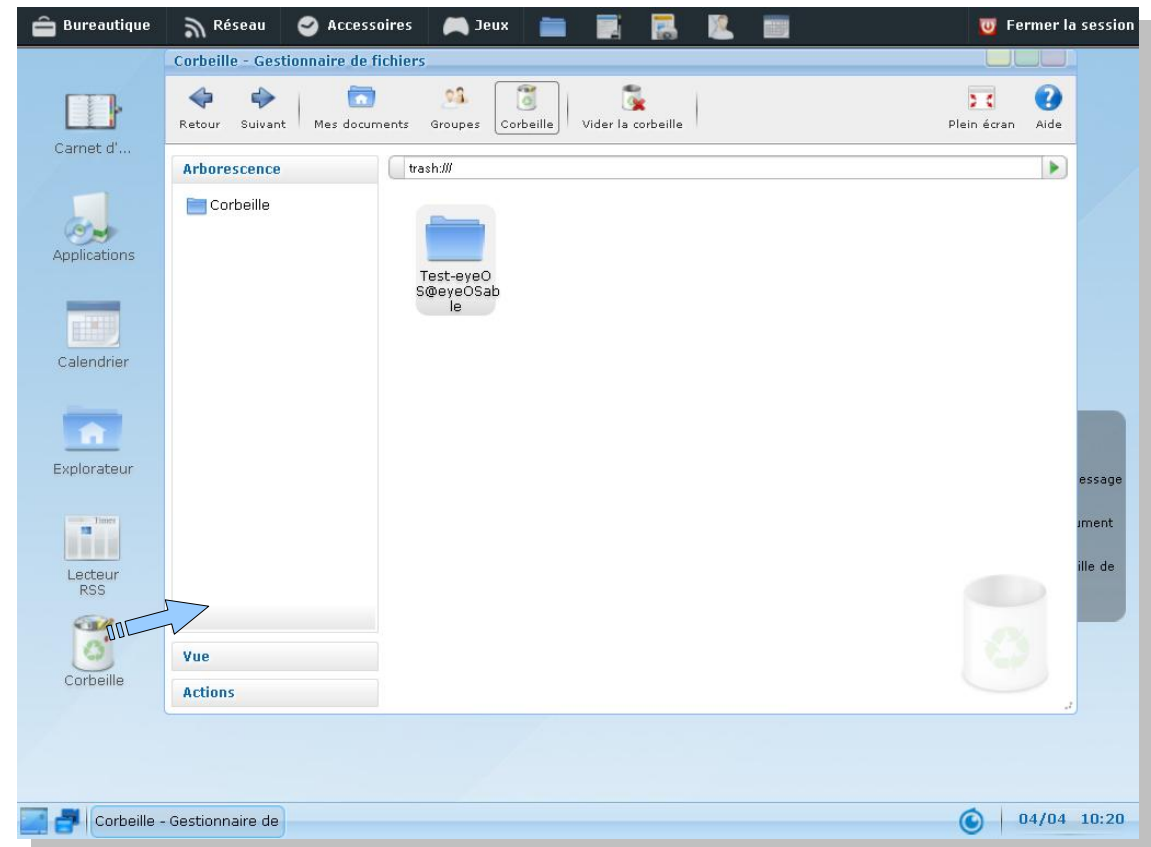 Bureautique
Réseau
Accessoires
Jeux
Fermer la session
Corbeille - Gestionnaire de fichiers
Retour
Suivant
Mes documents
Groupes
Corbeille
Vider la corbeille
Plein écran
Aide
Carnet d'...
Arborescence
trash:///
Corbeille
Applications
Test-eyeO
S@eyeOSab
le
Calendrier
Explorateur
essage
ument
ille de
Times
Lecteur
RSS
Vue
Corbeille
Actions
Corbeille - Gestionnaire de
04/04 10:20